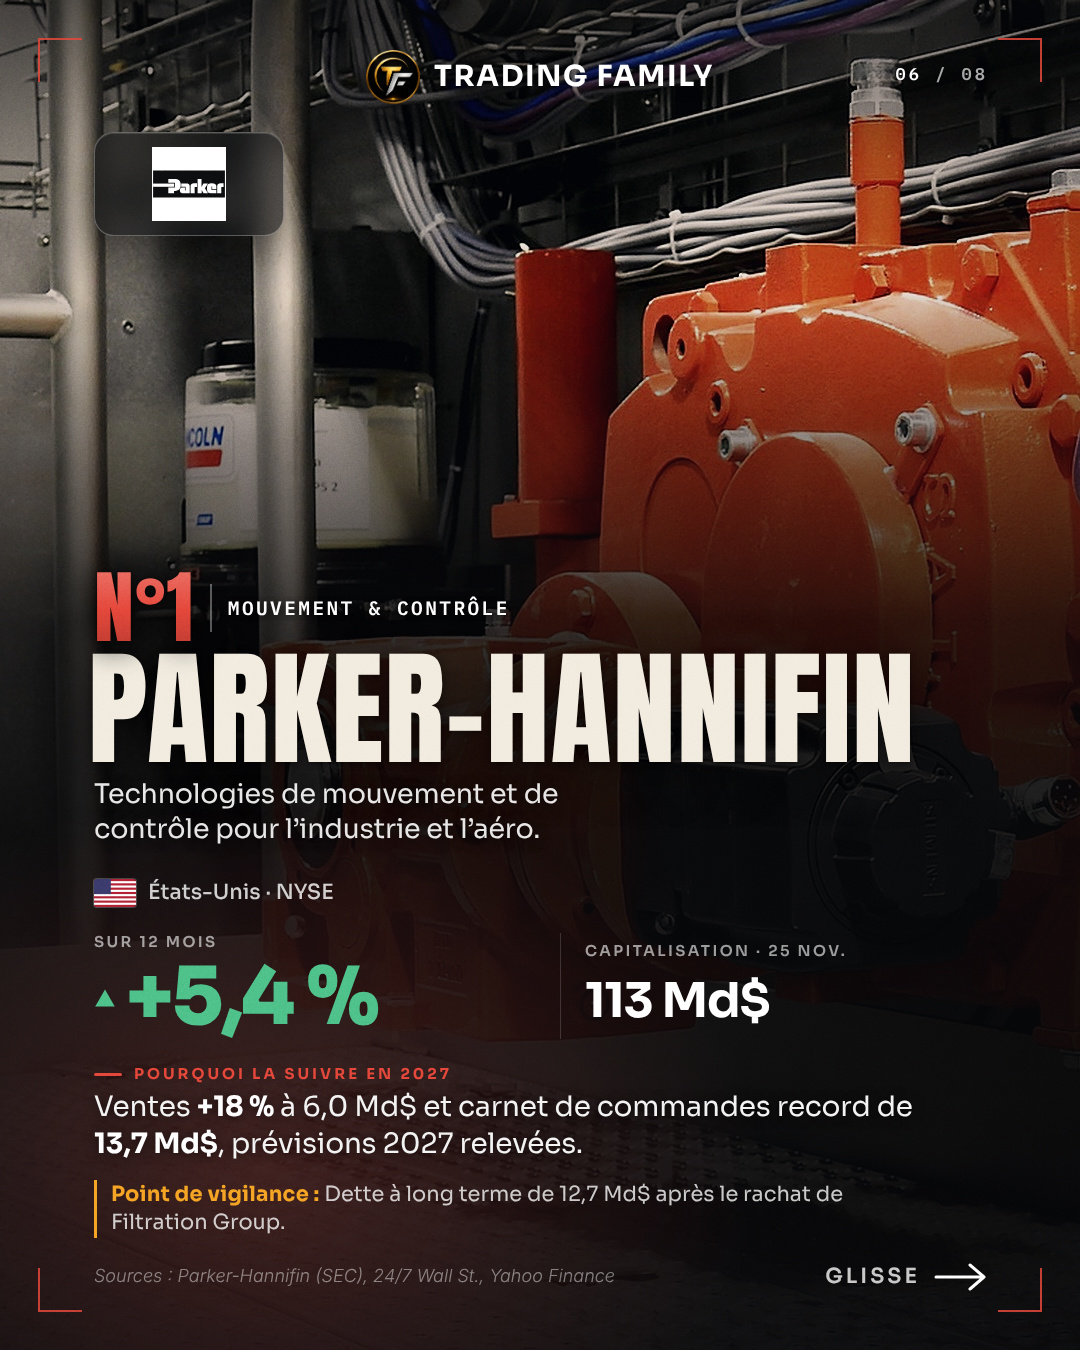 TRADING FAMILY
06 / 08
Parker
COLN
N°1
MOUVEMENT & CONTRÔLE
PARKER-HANNIFIN
Technologies de mouvement et de
contrôle pour l'industrie et l'aéro.
États-Unis · NYSE
SUR 12 MOIS
+5,4 %
CAPITALISATION · 25 NOV.
113 Md$
POURQUOI LA SUIVRE EN 2027
Ventes +18 % à 6,0 Md$ et carnet de commandes record de
13,7 Md$, prévisions 2027 relevées.
Point de vigilance : Dette à long terme de 12,7 Md$ après le rachat de
Filtration Group.
Sources : Parker-Hannifin (SEC), 24/7 Wall St., Yahoo Finance
GLISSE